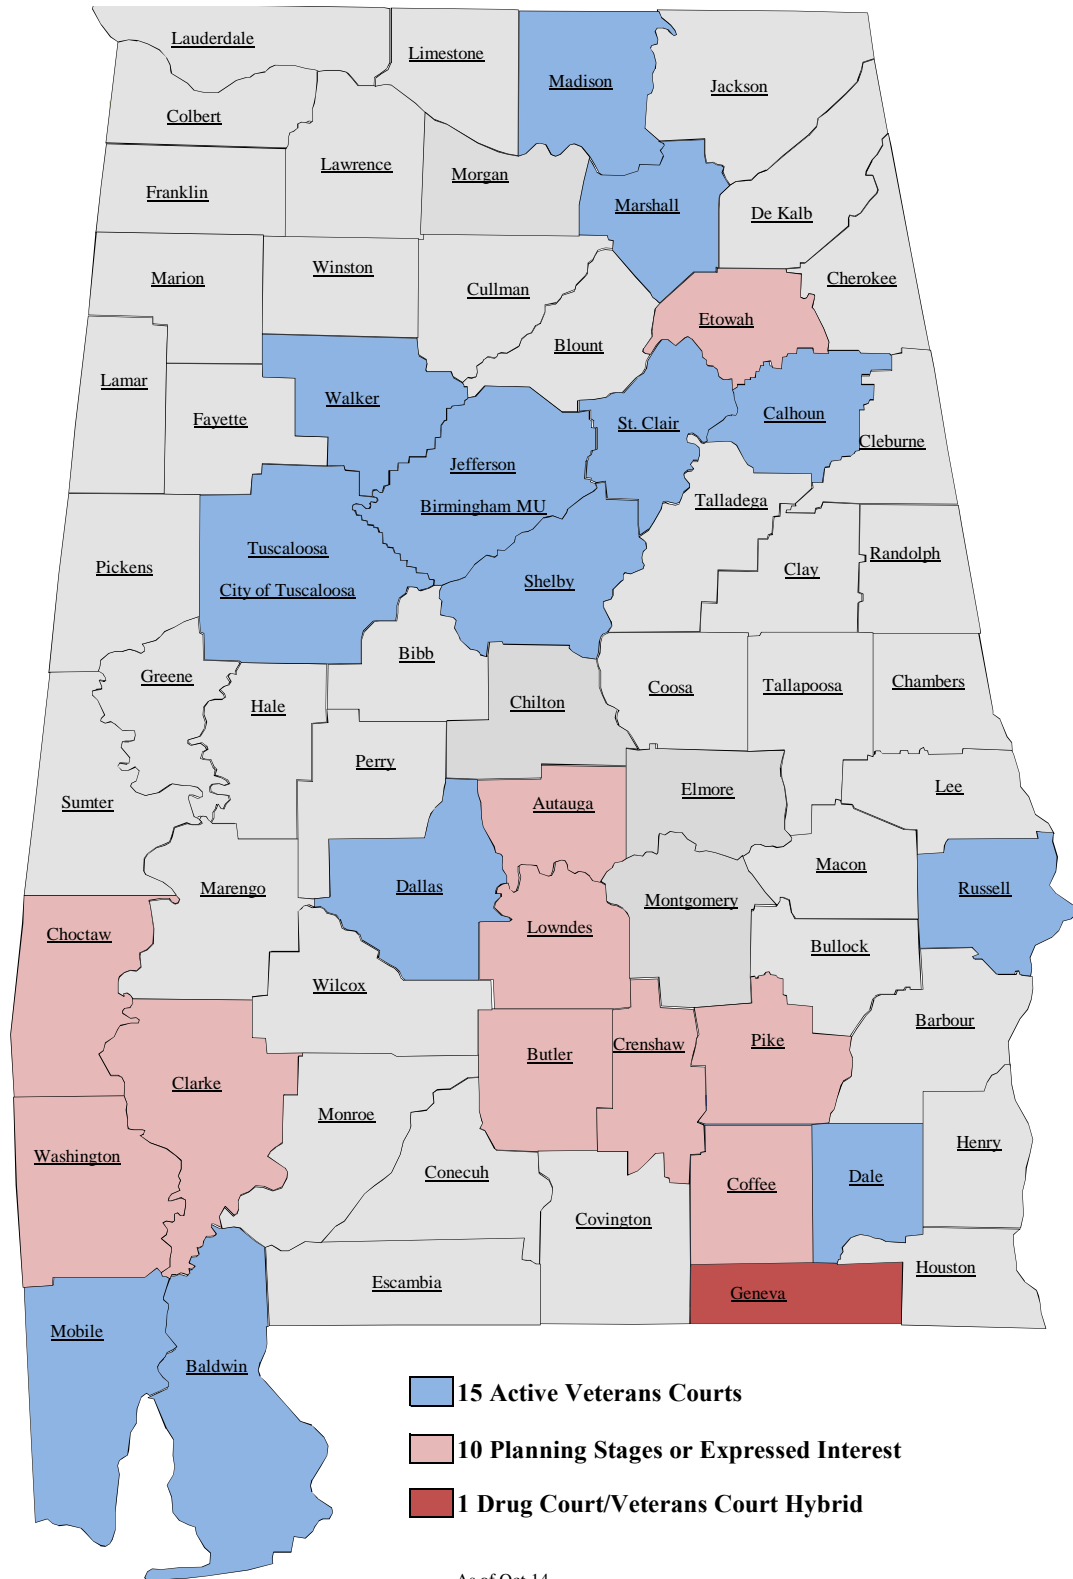 Lauderdale
Limestone
Madison
Jackson
Colbert
Lawrence
Morgan
Franklin
Marshall
De Kalb
Marion
Winston
Cullman
Cherokee
Etowah
Blount
Lamar
Walker
Fayette
St. Clair
Calhoun
Cleburne
Jefferson
Birmingham MU
Talladega
Tuscaloosa
City of Tuscaloosa
Pickens
Shelby
Clay
Randolph
Bibb
Greene
Hale
Chilton
Coosa
Tallapoosa
Chambers
Perry
Sumter
Autauga
Elmore
Lee
Marengo
Dallas
Macon
Russell
Montgomery
Choctaw
Lowndes
Bullock
Wilcox
Barbour
Clarke
Butler
Crenshaw
Pike
Monroe
Washington
Conecuh
Henry
Coffee
Dale
Covington
Escambia
Houston
Geneva
Mobile
Baldwin
15 Active Veterans Courts
10 Planning Stages or Expressed Interest
1 Drug Court/Veterans Court Hybrid
As of Oct 14